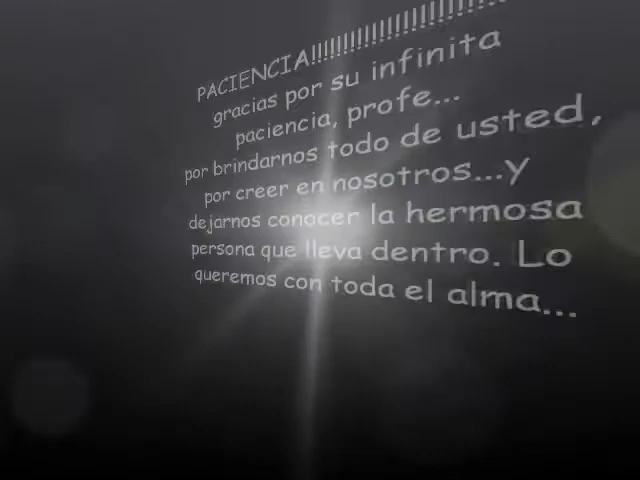 PACIENCIA!!!!!!!!!!!!!!!!!!!!!!!!!!!
gracias por su infinita
paciencia, profe...
por brindarnos todo de usted,
por creer en nosotros...y
dejarnos conocer la hermosa
persona que lleva dentro. Lo
queremos con toda el alma...